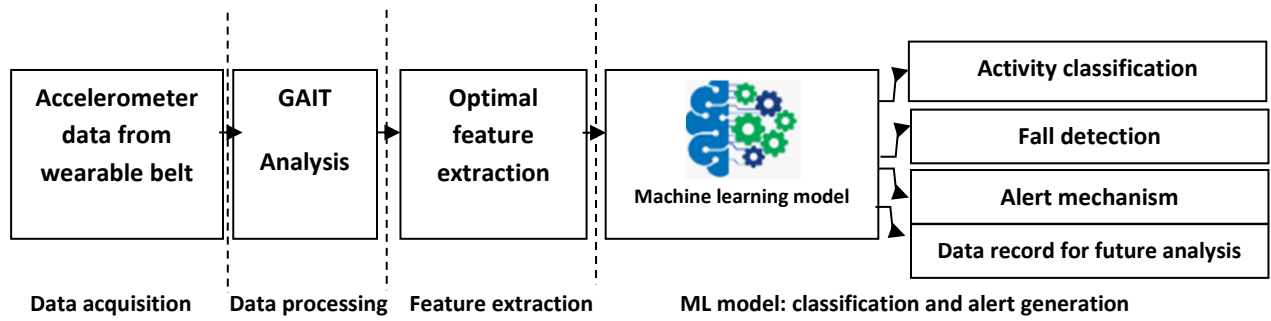 Accelerometer
data from
wearable belt
GAIT
Analysis
Optimal
feature
extraction
Machine learning model
Activity classification
Fall detection
Alert mechanism
Data record for future analysis
Data acquisition
Data processing
Feature extraction
ML model: classification and alert generation